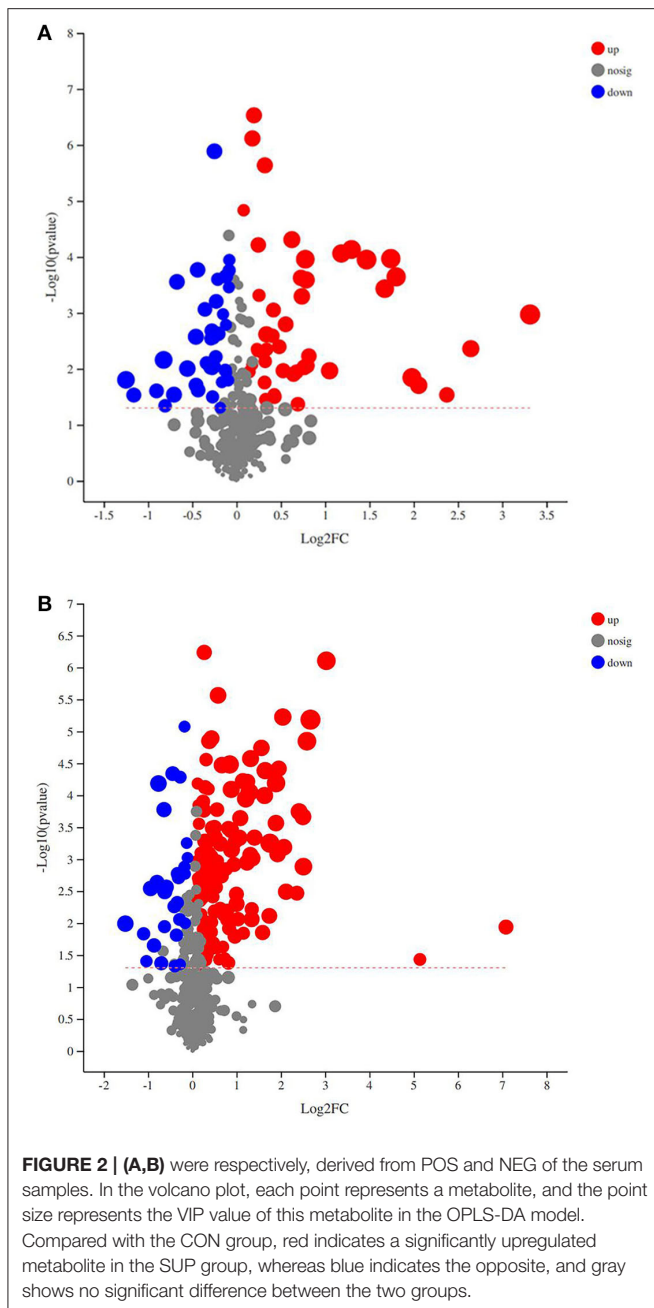 A
8
7
6
5
4
3
2
1
0
-Log10(pvalue)
-1.5 -1 -0.5 0 0.5 1 1.5 2 2.5 3 3.5
Log2FC
up
nosig
down
B
7
6.5
6
5.5
5
4.5
4
3.5
3
2.5
2
1.5
1
0.5
0
-Log10(pvalue)
-2 -1 0 1 2 3 4 5 6 7 8
Log2FC
up
nosig
down
FIGURE 2 | (A,B) were respectively, derived from POS and NEG of the serum
samples. In the volcano plot, each point represents a metabolite, and the point
size represents the VIP value of this metabolite in the OPLS-DA model.
Compared with the CON group, red indicates a significantly upregulated
metabolite in the SUP group, whereas blue indicates the opposite, and gray
shows no significant difference between the two groups.